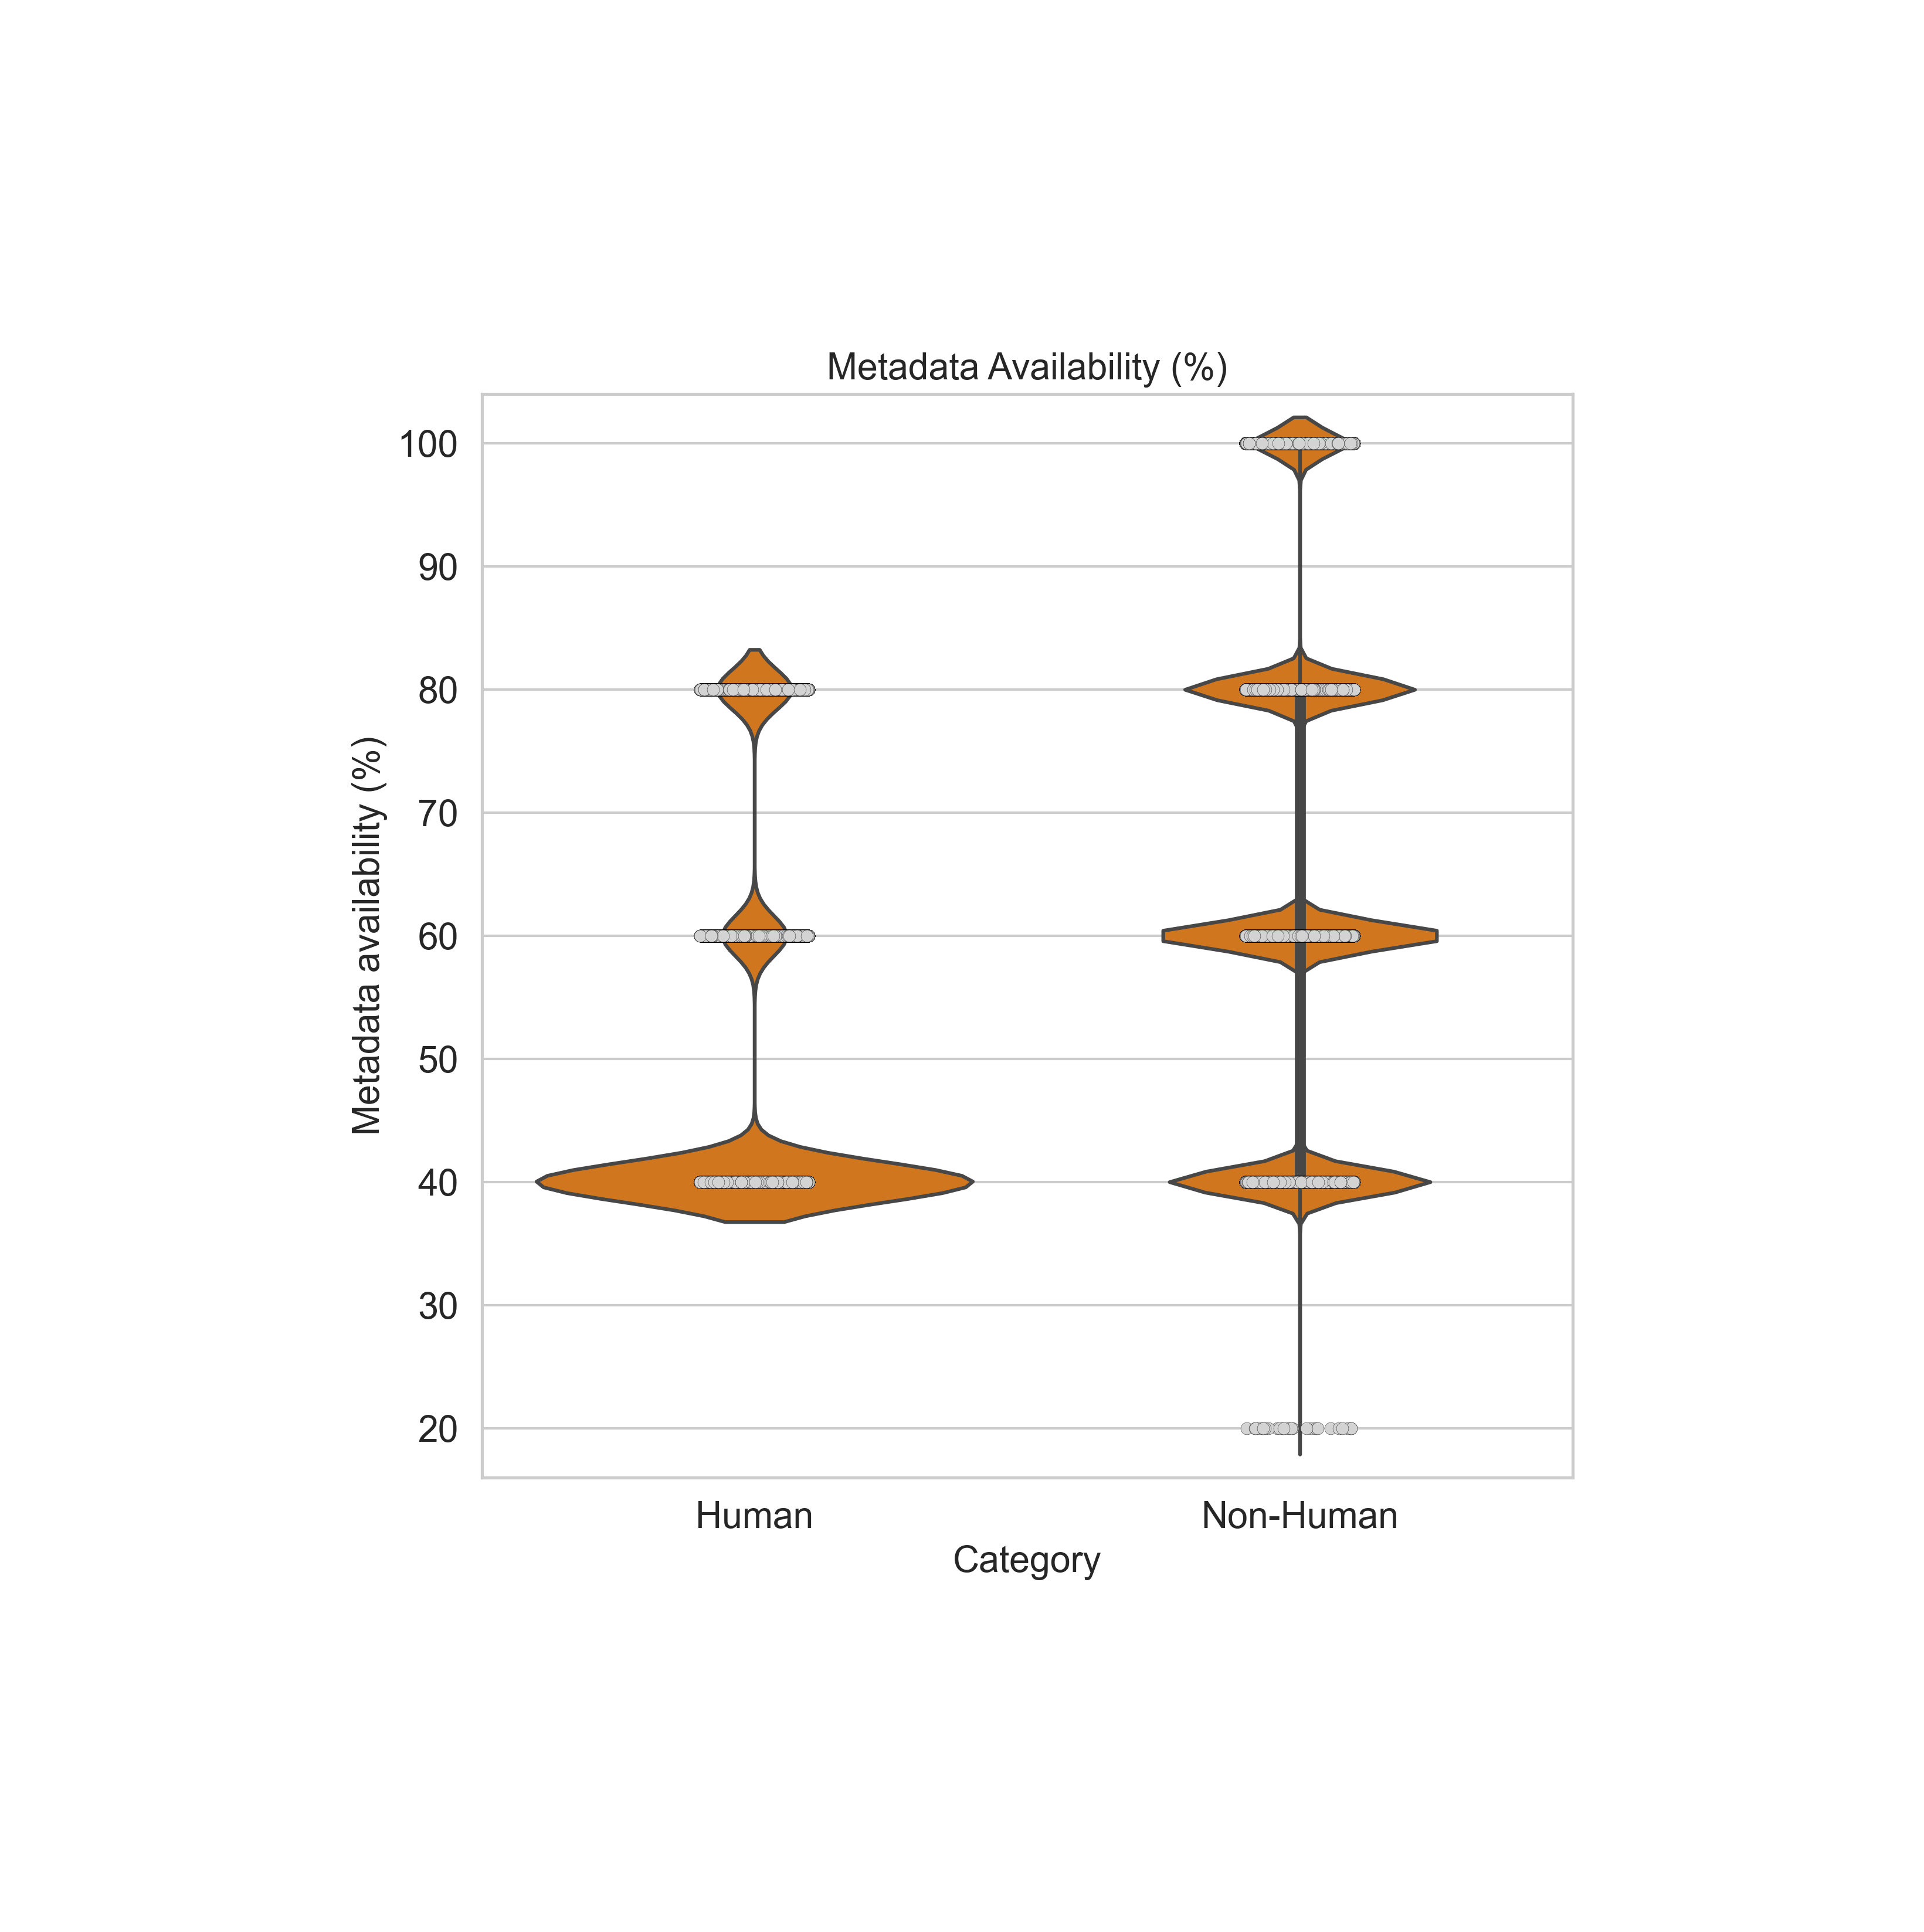 Metadata Availability (%)
100
90
80
70
60
50
40
30
20
Metadata availability (%)
Human
Non-Human
Category